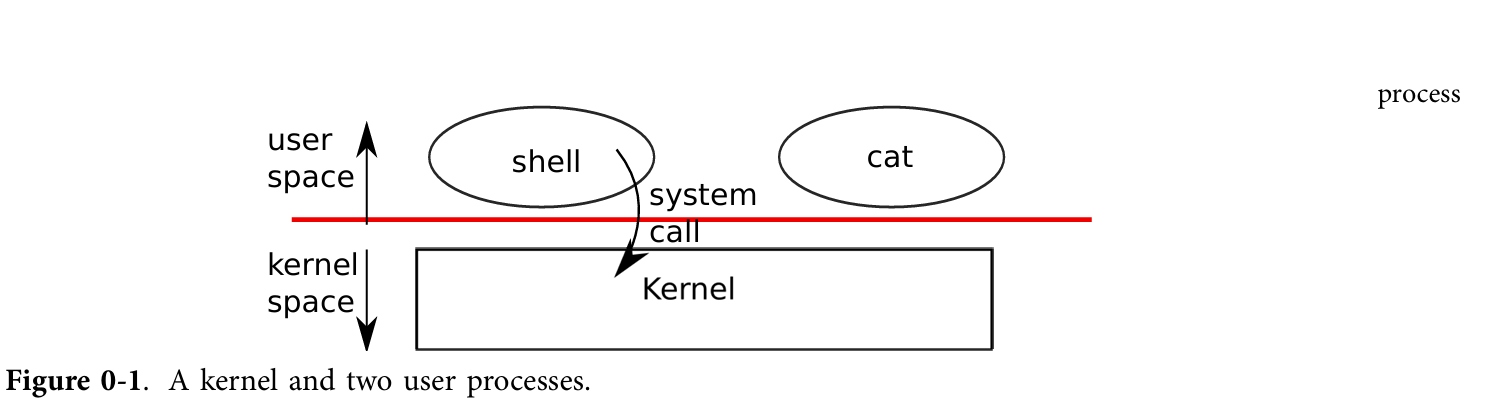 process
user
space
shell
cat
system
call
kernel
space
Kernel
Figure 0-1. A kernel and two user processes.